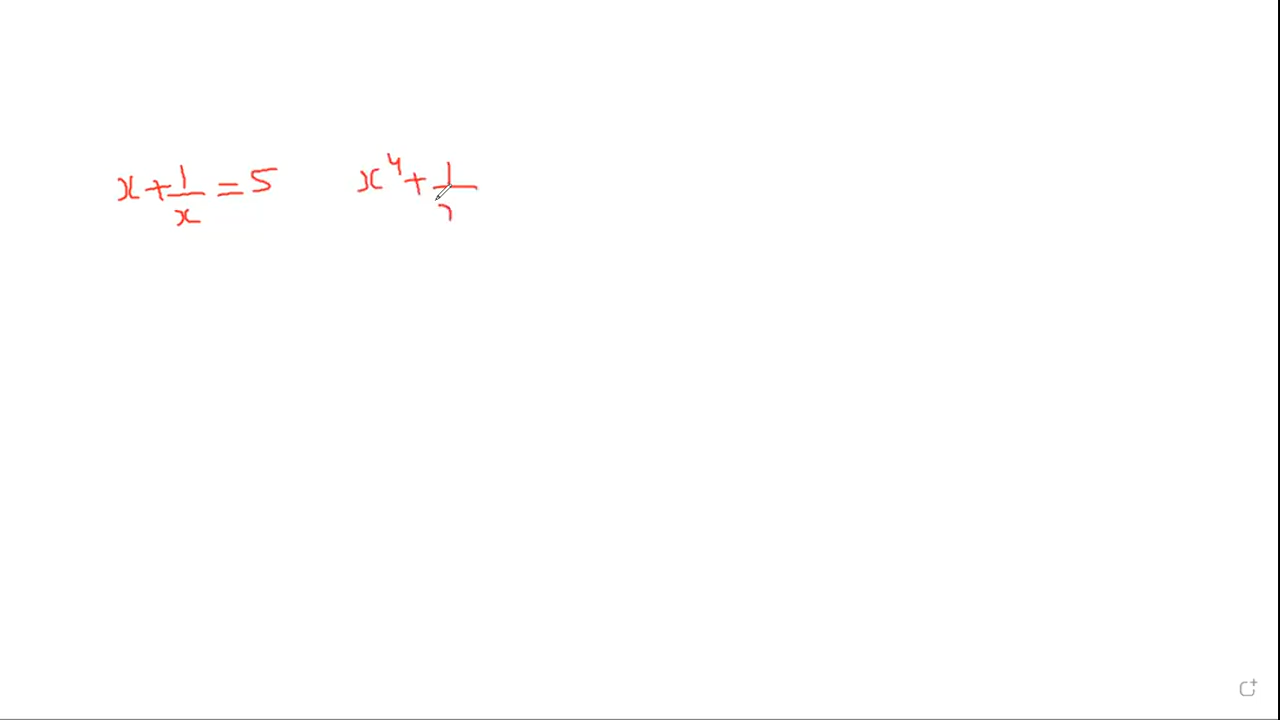 x + 1/x = 5 x⁴ + 1/